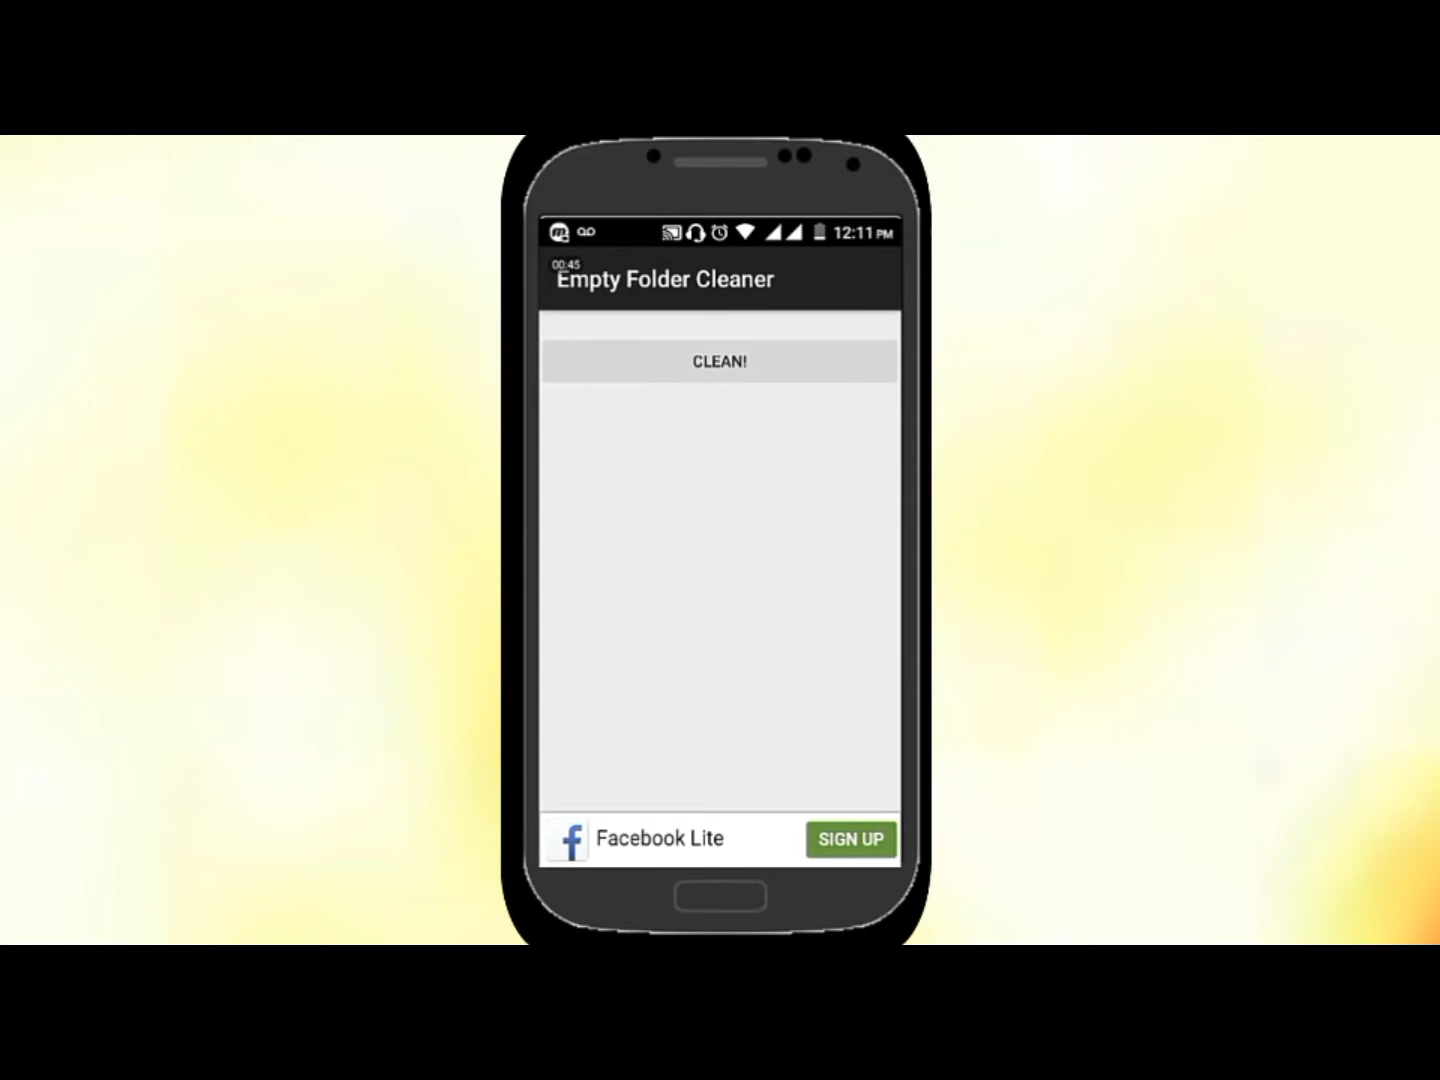 12:11 PM
00:45
Empty Folder Cleaner
CLEAN!
Facebook Lite
SIGN UP